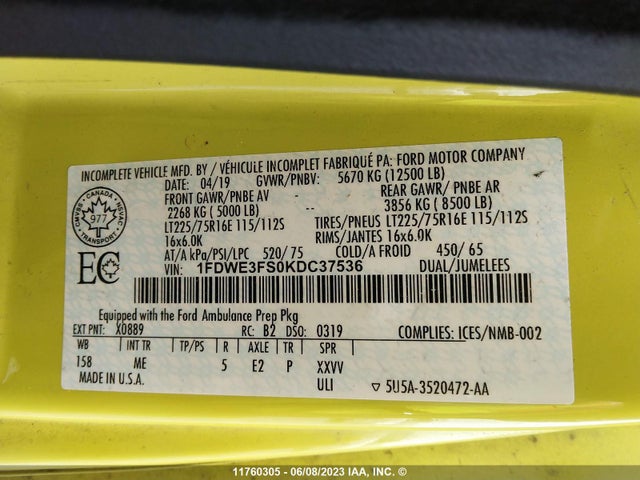 INCOMPLETE VEHICLE MFD. BY / VÉHICULE INCOMPLET FABRIQUÉ PA: FORD MOTOR COMPANY
DATE: 04/19 GVWR/PNBV: 5670 KG (12500 LB)
FRONT GAWR/PNBE AV REAR GAWR/ PNBE AR
2268 KG ( 5000 LB) 3856 KG ( 8500 LB)
LT225/75R16E 115/112S TIRES/PNEUS LT225/75R16E 115/112S
16x6.0K RIMS/JANTES 16x6.0K
AT/A kPa/PSI/LPC 520/ 75 COLD/A FROID 450/ 65
VIN: 1FDWE3FS0KDC37536 DUAL/JUMELEES
CANADA
977
TRANSPORT
EC
Equipped with the Ford Ambulance Prep Pkg
EXT PNT: X0889 RC: B2 DSO: 0319 COMPLIES: ICES/NMB-002
WB INT TR TP/PS R AXLE TR SPR
158 ME 5 E2 P XXVV
MADE IN U.S.A. ULI ▽ 5U5A-3520472-AA
11760305 - 06/08/2023 © IAA, INC. ©